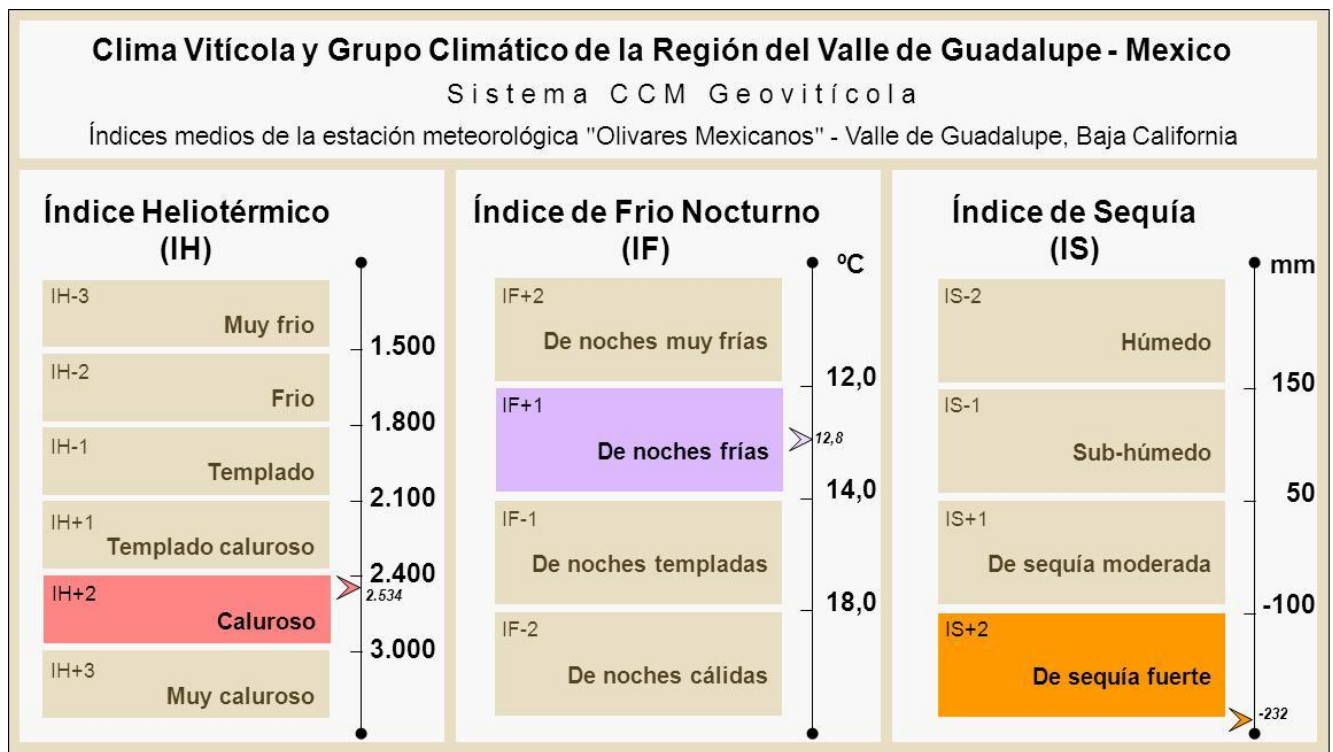 Clima Vitícola y Grupo Climático de la Región del Valle de Guadalupe - Mexico
Sistema CCM Geovitícola
Índices medios de la estación meteorológica "Olivares Mexicanos" - Valle de Guadalupe, Baja California
Índice Heliotérmico
(IH)
IH-3
Muy frio
1.500
IH-2
Frio
1.800
IH-1
Templado
2.100
IH+1
Templado caluroso
2.400
IH+2
2.534
Caluroso
3.000
IH+3
Muy caluroso
Índice de Frio Nocturno
(IF)
ºC
IF+2
De noches muy frías
12,0
IF+1
12,8
De noches frías
14,0
IF-1
De noches templadas
18,0
IF-2
De noches cálidas
Índice de Sequía
(IS)
mm
IS-2
Húmedo
150
IS-1
Sub-húmedo
50
IS+1
De sequía moderada
-100
IS+2
De sequía fuerte
-232